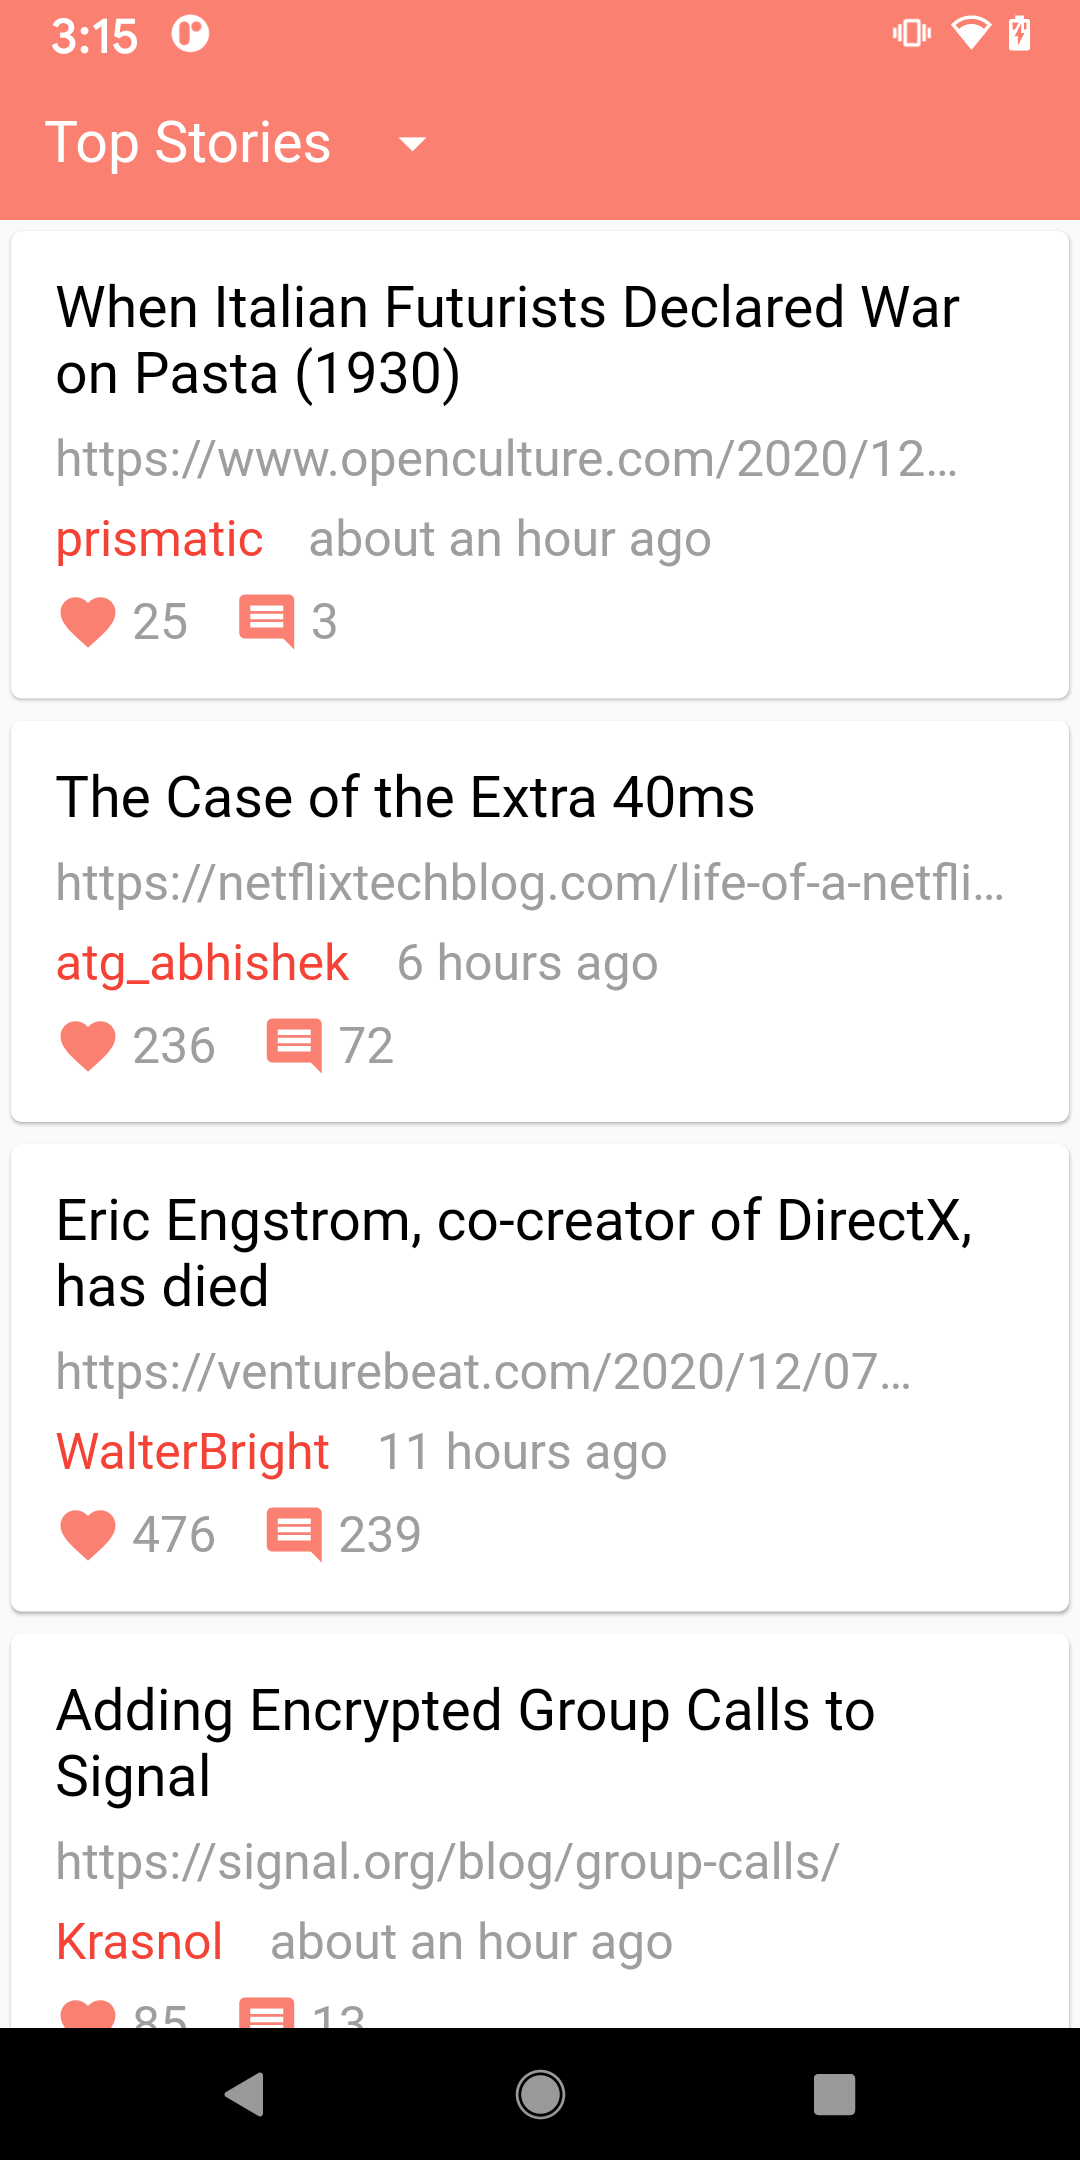 3:15
Top Stories
When Italian Futurists Declared War
on Pasta (1930)
https://www.openculture.com/2020/12…
prismatic about an hour ago
25 3
The Case of the Extra 40ms
https://netflixtechblog.com/life-of-a-netfli…
atg_abhishek 6 hours ago
236 72
Eric Engstrom, co-creator of DirectX,
has died
https://venturebeat.com/2020/12/07…
WalterBright 11 hours ago
476 239
Adding Encrypted Group Calls to
Signal
https://signal.org/blog/group-calls/
Krasnol about an hour ago
85 13